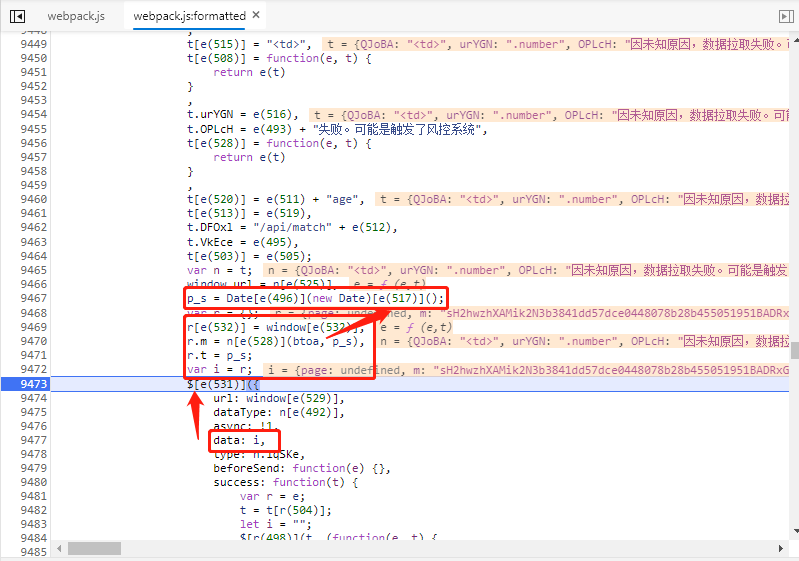 webpack.js webpack.js:formatted ×
9449 t[e(515)] = "<td>", t = {QJoBA: "<td>", urYGN: ".number", OPLcH: "因未知原因，数据拉取失败。可
9450 t[e(508)] = function(e, t) {
9451 return e(t)
9452 }
9453 ,
9454 t.urYGN = e(516), t = {QJoBA: "<td>", urYGN: ".number", OPLcH: "因未知原因，数据拉取失败。可能
9455 t.OPLcH = e(493) + "失败。可能是触发了风控系统",
9456 t[e(528)] = function(e, t) {
9457 return e(t)
9458 }
9459 ,
9460 t[e(520)] = e(511) + "age", t = {QJoBA: "<td>", urYGN: ".number", OPLcH: "因未知原因，数据拉
9461 t[e(513)] = e(519),
9462 t.DFOxl = "/api/match" + e(512),
9463 t.VkEce = e(495),
9464 t[e(503)] = e(505);
9465 var n = t; n = {QJoBA: "<td>", urYGN: ".number", OPLcH: "因未知原因，数据拉取失败。可能是触发
9466 window.url = n[e(525)], e = ƒ (e,t)
9467 p_s = Date[e(496)](new Date)[e(517)]();
9468 var r = {}; r = {page: undefined, m: "sH2hwzhXAMik2N3b3841dd57dce0448078b28b455051951BADRx
9469 r[e(532)] = window[e(532)], e = ƒ (e,t)
9470 r.m = n[e(528)](btoa, p_s), n = {QJoBA: "<td>", urYGN: ".number", OPLcH: "因未知原因，数据拉
9471 r.t = p_s;
9472 var i = r; i = {page: undefined, m: "sH2hwzhXAMik2N3b3841dd57dce0448078b28b455051951BADRxG
9473 $[e(531)]({
9474 url: window[e(529)],
9475 dataType: n[e(492)],
9476 async: !1,
9477 data: i,
9478 type: n.IqSKe,
9479 beforeSend: function(e) {},
9480 success: function(t) {
9481 var r = e;
9482 t = t[r(504)];
9483 let i = "";
9484 $[r(498)](t, (function(e, t) {
9485